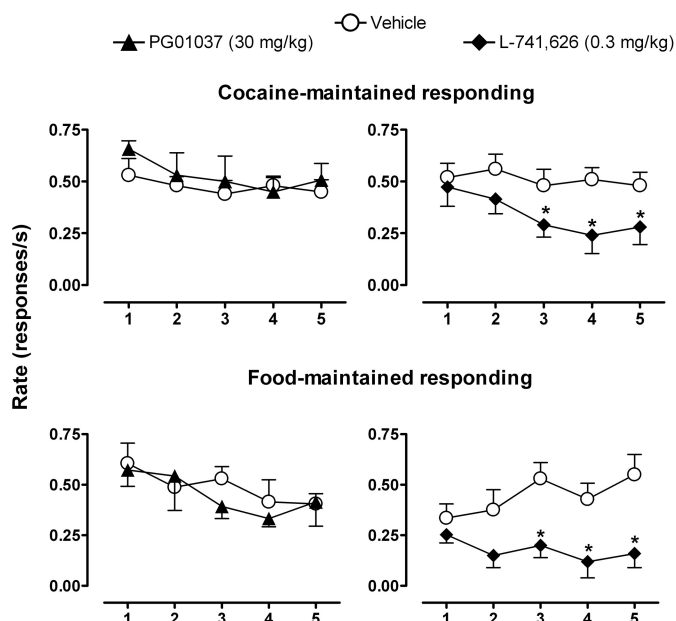 Vehicle
PG01037 (30 mg/kg)
L-741,626 (0.3 mg/kg)
Cocaine-maintained responding
Rate (responses/s)
0.75
0.50
0.25
0.00
1 2 3 4 5
0.75
0.50
0.25
0.00
* * *
1 2 3 4 5
Food-maintained responding
0.75
0.50
0.25
0.00
1 2 3 4 5
0.75
0.50
0.25
0.00
* * *
1 2 3 4 5